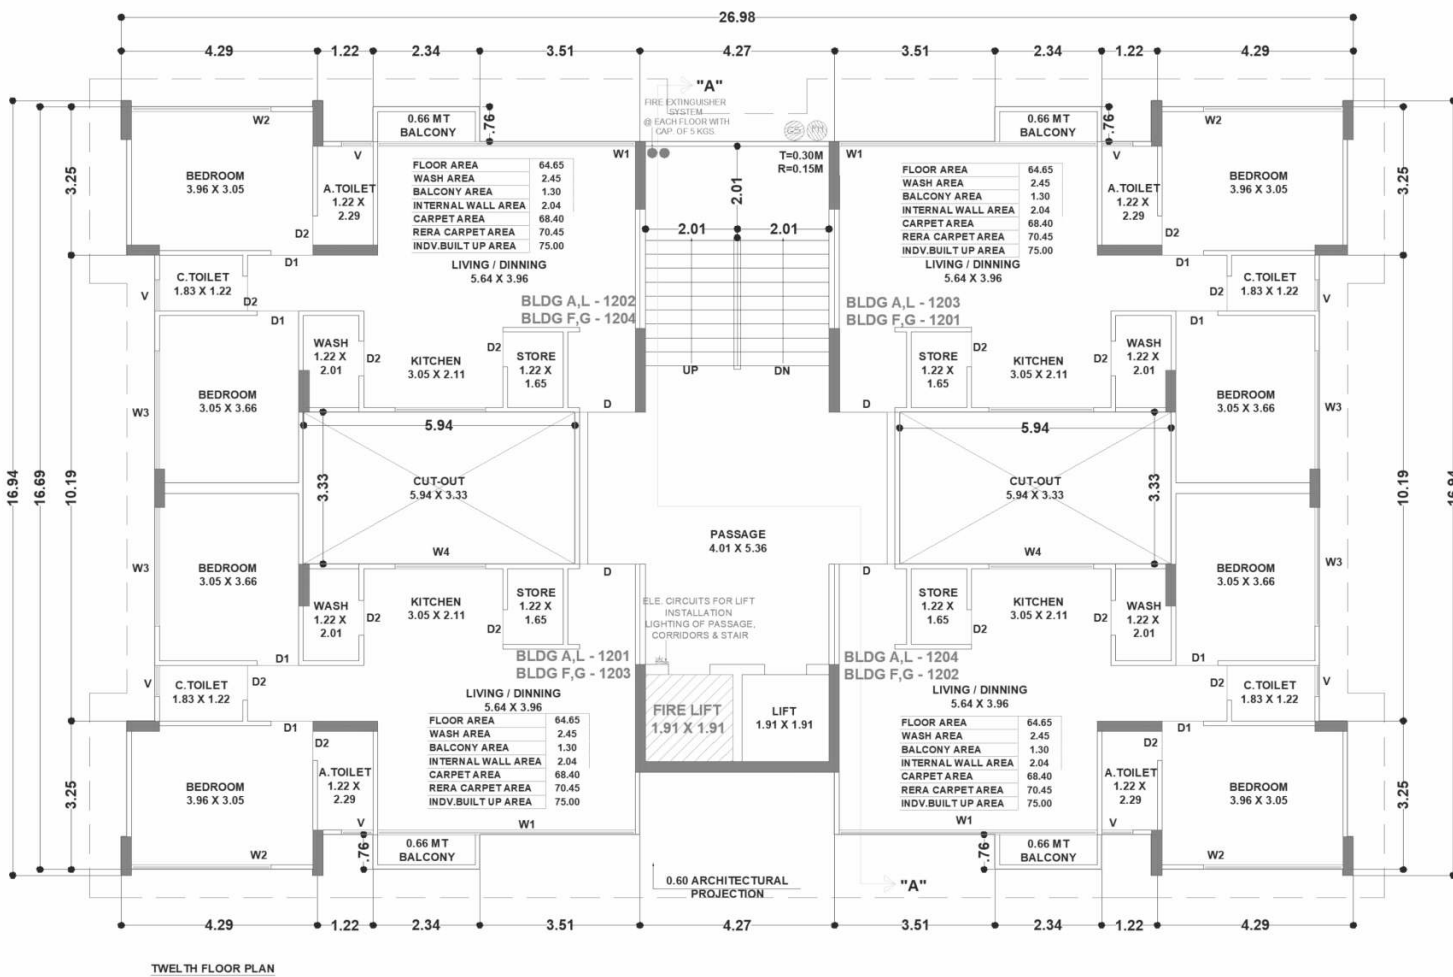 26.98
4.29 1.22 2.34 3.51 4.27 3.51 2.34 1.22 4.29
"A"
FIRE EXTINGUISHER
SYSTEM
@ EACH FLOOR WITH
CAP. OF 5 KGS
W2
0.66 MT
BALCONY
.76
V
W1
T=0.30M
R=0.15M
W1
0.66 MT
BALCONY
.76
V
W2
3.25
BEDROOM
3.96 X 3.05
A.TOILET
1.22 X
2.29
D2
FLOOR AREA 64.65
WASH AREA 2.45
BALCONY AREA 1.30
INTERNAL WALL AREA 2.04
CARPET AREA 68.40
RERA CARPET AREA 70.45
INDV.BUILT UP AREA 75.00
LIVING / DINNING
5.64 X 3.96
2.01
2.01 2.01
FLOOR AREA 64.65
WASH AREA 2.45
BALCONY AREA 1.30
INTERNAL WALL AREA 2.04
CARPET AREA 68.40
RERA CARPET AREA 70.45
INDV.BUILT UP AREA 75.00
LIVING / DINNING
5.64 X 3.96
A.TOILET
1.22 X
2.29
D2
BEDROOM
3.96 X 3.05
3.25
D1
C.TOILET
1.83 X 1.22
V
D2
D1
BLDG A,L - 1202
BLDG F,G - 1204
BLDG A,L - 1203
BLDG F,G - 1201
D1
C.TOILET
1.83 X 1.22
D2
V
D1
WASH
1.22 X
2.01
D2
KITCHEN
3.05 X 2.11
D2
STORE
1.22 X
1.65
UP DN
STORE
1.22 X
1.65
D2
KITCHEN
3.05 X 2.11
D2
WASH
1.22 X
2.01
BEDROOM
3.05 X 3.66
W3
D
D
BEDROOM
3.05 X 3.66
W3
16.94
16.69
10.19
5.94
3.33
CUT-OUT
5.94 X 3.33
W4
5.94
3.33
CUT-OUT
5.94 X 3.33
W4
10.19
16.94
PASSAGE
4.01 X 5.36
W3
BEDROOM
3.05 X 3.66
D
D
BEDROOM
3.05 X 3.66
W3
WASH
1.22 X
2.01
D2
KITCHEN
3.05 X 2.11
D2
STORE
1.22 X
1.65
ELE. CIRCUITS FOR LIFT
INSTALLATION
LIGHTING OF PASSAGE,
CORRIDORS & STAIR
STORE
1.22 X
1.65
D2
KITCHEN
3.05 X 2.11
D2
WASH
1.22 X
2.01
D1
V
C.TOILET
1.83 X 1.22
D2
D1
BLDG A,L - 1201
BLDG F,G - 1203
BLDG A,L - 1204
BLDG F,G - 1202
D1
D2
C.TOILET
1.83 X 1.22
V
D1
LIVING / DINNING
5.64 X 3.96
FLOOR AREA 64.65
WASH AREA 2.45
BALCONY AREA 1.30
INTERNAL WALL AREA 2.04
CARPET AREA 68.40
RERA CARPET AREA 70.45
INDV.BUILT UP AREA 75.00
FIRE LIFT
1.91 X 1.91
LIFT
1.91 X 1.91
LIVING / DINNING
5.64 X 3.96
FLOOR AREA 64.65
WASH AREA 2.45
BALCONY AREA 1.30
INTERNAL WALL AREA 2.04
CARPET AREA 68.40
RERA CARPET AREA 70.45
INDV.BUILT UP AREA 75.00
3.25
BEDROOM
3.96 X 3.05
D2
A.TOILET
1.22 X
2.29
V
D2
A.TOILET
1.22 X
2.29
V
BEDROOM
3.96 X 3.05
3.25
W2
.76
0.66 MT
BALCONY
W1
W1
.76
0.66 MT
BALCONY
W2
0.60 ARCHITECTURAL
PROJECTION
"A"
4.29 1.22 2.34 3.51 4.27 3.51 2.34 1.22 4.29
TWELTH FLOOR PLAN